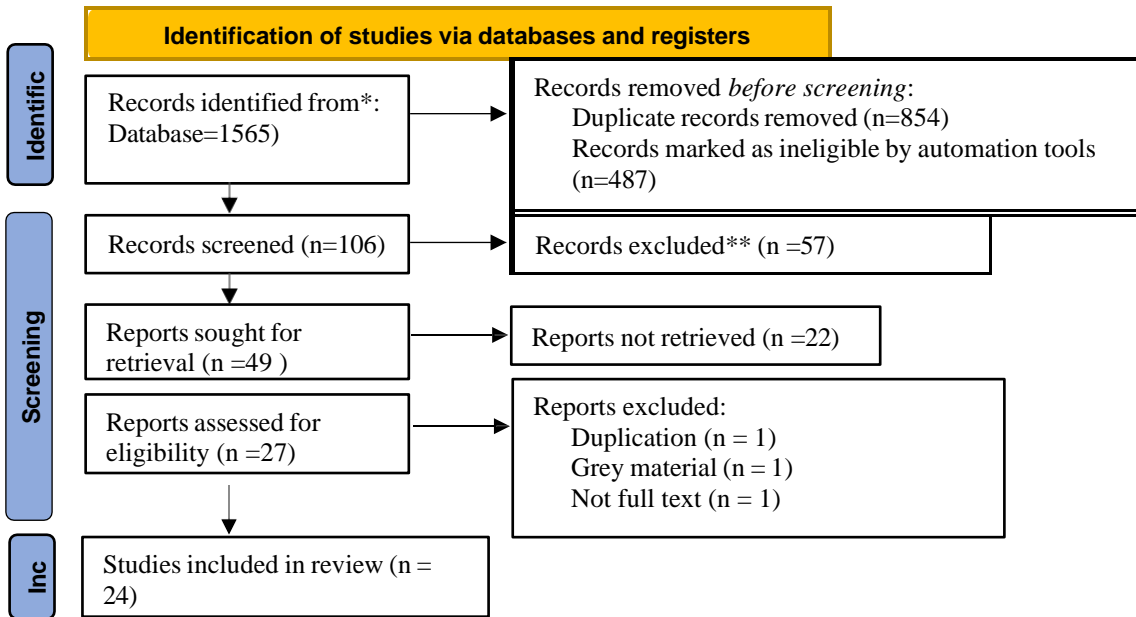 Identification of studies via databases and registers
Identific
Records identified from*:
Database=1565)
Records removed before screening:
Duplicate records removed (n=854)
Records marked as ineligible by automation tools
(n=487)
Screening
Records screened (n=106)
Records excluded** (n =57)
Reports sought for
retrieval (n =49 )
Reports not retrieved (n =22)
Reports assessed for
eligibility (n =27)
Reports excluded:
Duplication (n = 1)
Grey material (n = 1)
Not full text (n = 1)
Inc
Studies included in review (n =
24)